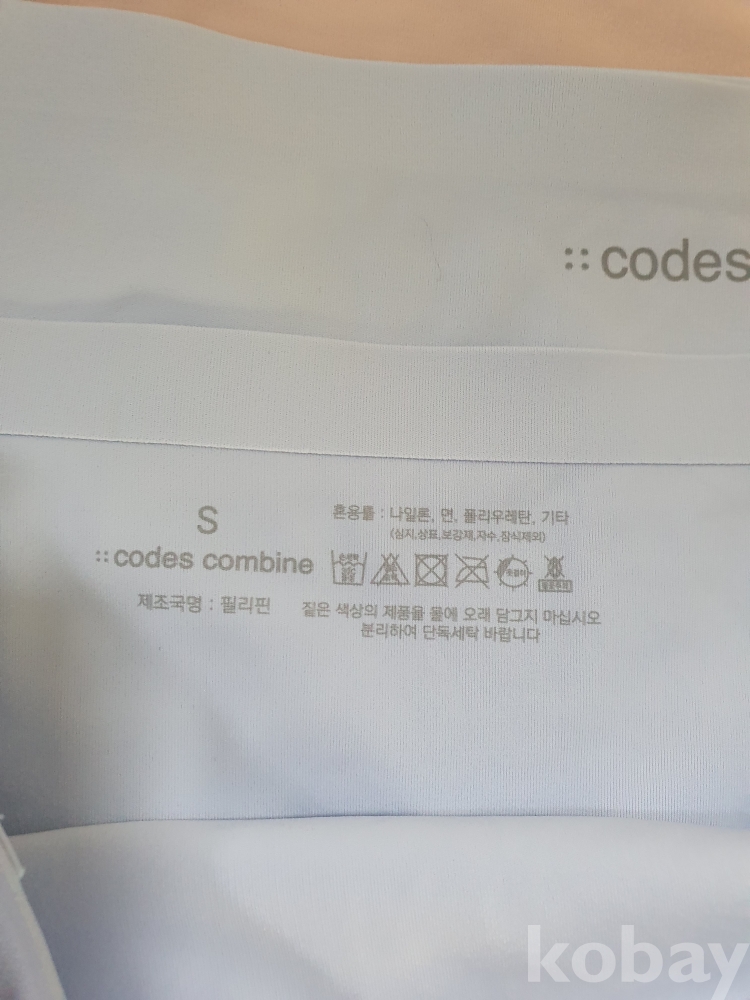 :: codes
S
:: codes combine
제조국명 : 필리핀
혼용률 : 나일론, 면, 폴리우레탄, 기타
(심지,상표,보강제,자수,장식제외)
짙은 색상의 제품을 물에 오래 담그지 마십시오
분리하여 단독세탁 바랍니다
kobay